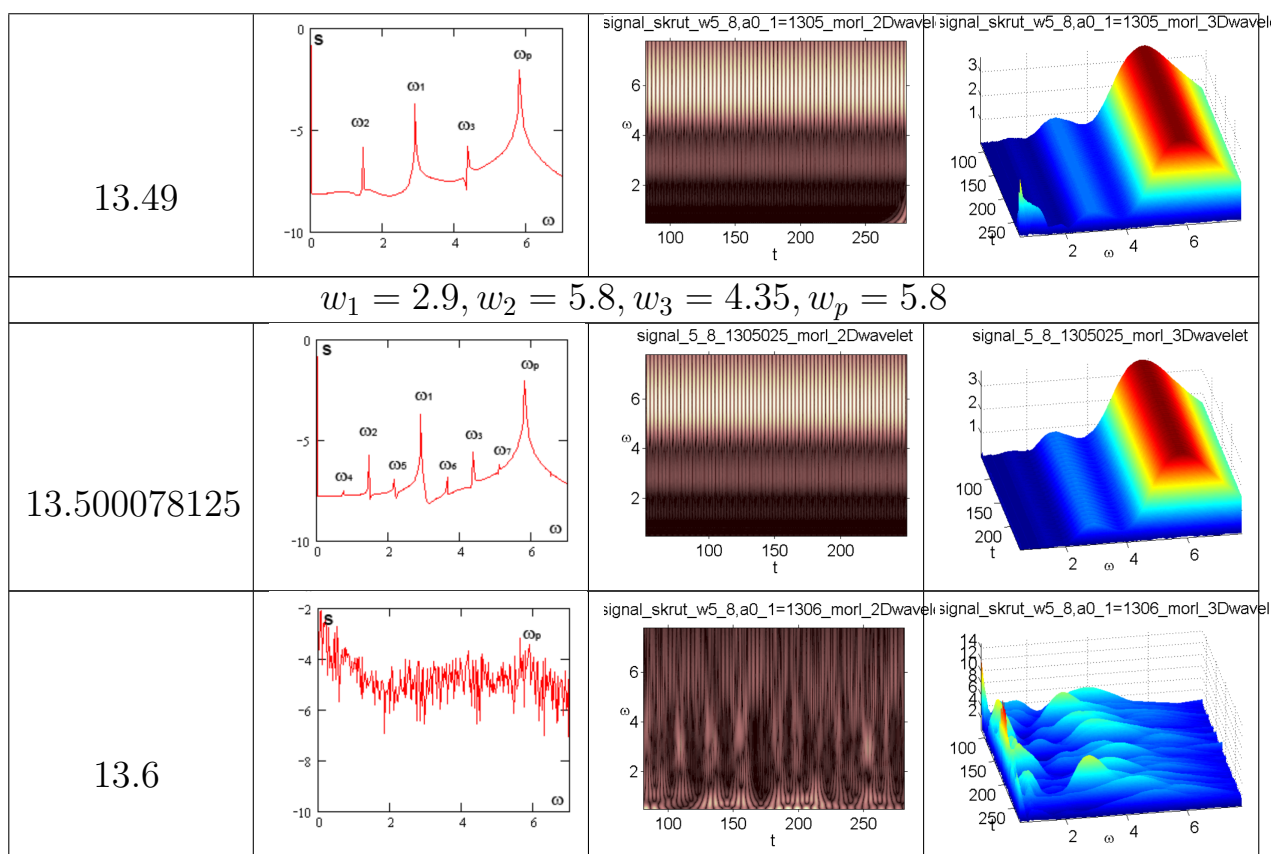 13.49
S
ω2
ω1
ω3
ωp
ω
0
−5
−10
0 2 4 6
signal_skrut_w5_8,a0_1=1305_morl_2Dwavel
ω
6
4
2
100 150 200 250
t
signal_skrut_w5_8,a0_1=1305_morl_3Dwavel
3
2
1
100
150
200
250
t
2 4 6
ω
w1 = 2.9, w2 = 5.8, w3 = 4.35, wp = 5.8
13.500078125
S
ω4
ω2
ω5
ω1
ω6
ω3
ω7
ωp
ω
0
−5
−10
0 2 4 6
signal_5_8_1305025_morl_2Dwavelet
ω
6
4
2
100 150 200
t
signal_5_8_1305025_morl_3Dwavelet
3
2
1
100
150
200
t
2 4 6
ω
13.6
S
ωp
ω
−2
−4
−6
−8
−10
0 2 4 6
signal_skrut_w5_8,a0_1=1306_morl_2Dwavel
ω
6
4
2
100 150 200 250
t
signal_skrut_w5_8,a0_1=1306_morl_3Dwavel
14
12
10
8
6
4
2
100
150
200
250
t
2 4 6
ω